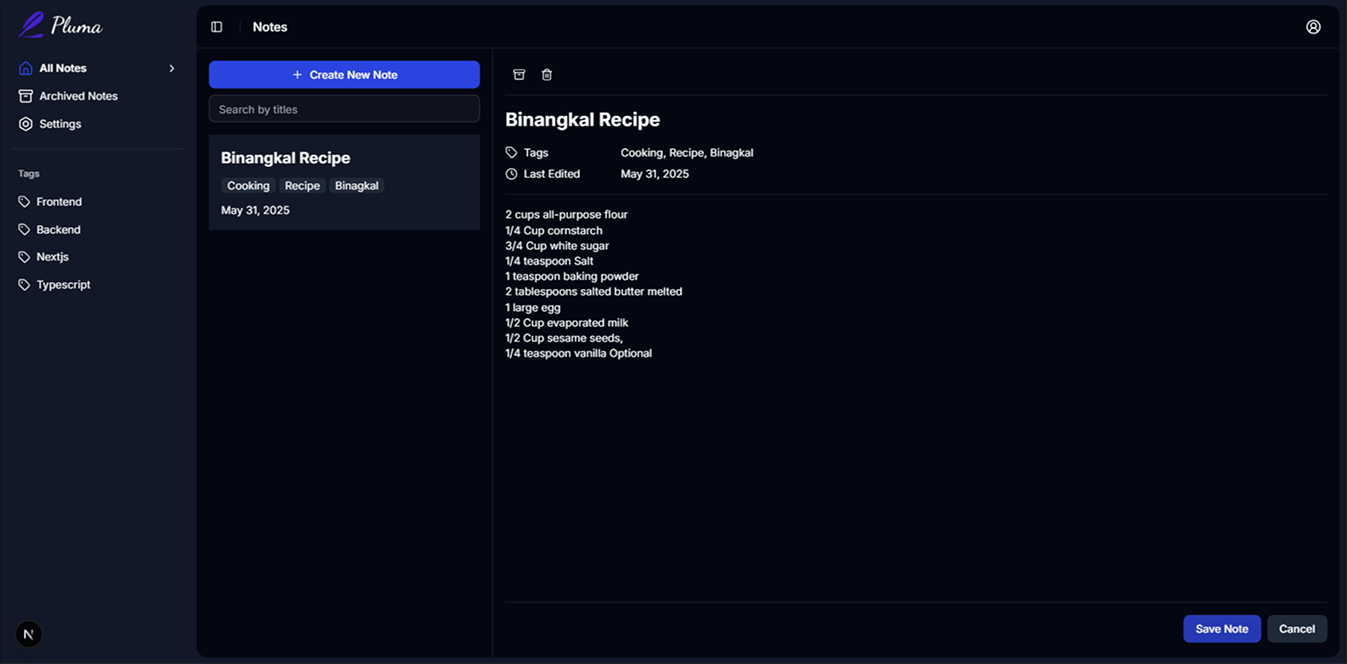 Pluma
All Notes
Archived Notes
Settings
Tags
Frontend
Backend
Nextjs
Typescript
N
Notes
+ Create New Note
Search by titles
Binangkal Recipe
Cooking Recipe Binagkal
May 31, 2025
Binangkal Recipe
Tags Cooking, Recipe, Binagkal
Last Edited May 31, 2025
2 cups all-purpose flour
1/4 Cup cornstarch
3/4 Cup white sugar
1/4 teaspoon Salt
1 teaspoon baking powder
2 tablespoons salted butter melted
1 large egg
1/2 Cup evaporated milk
1/2 Cup sesame seeds,
1/4 teaspoon vanilla Optional
Save Note Cancel